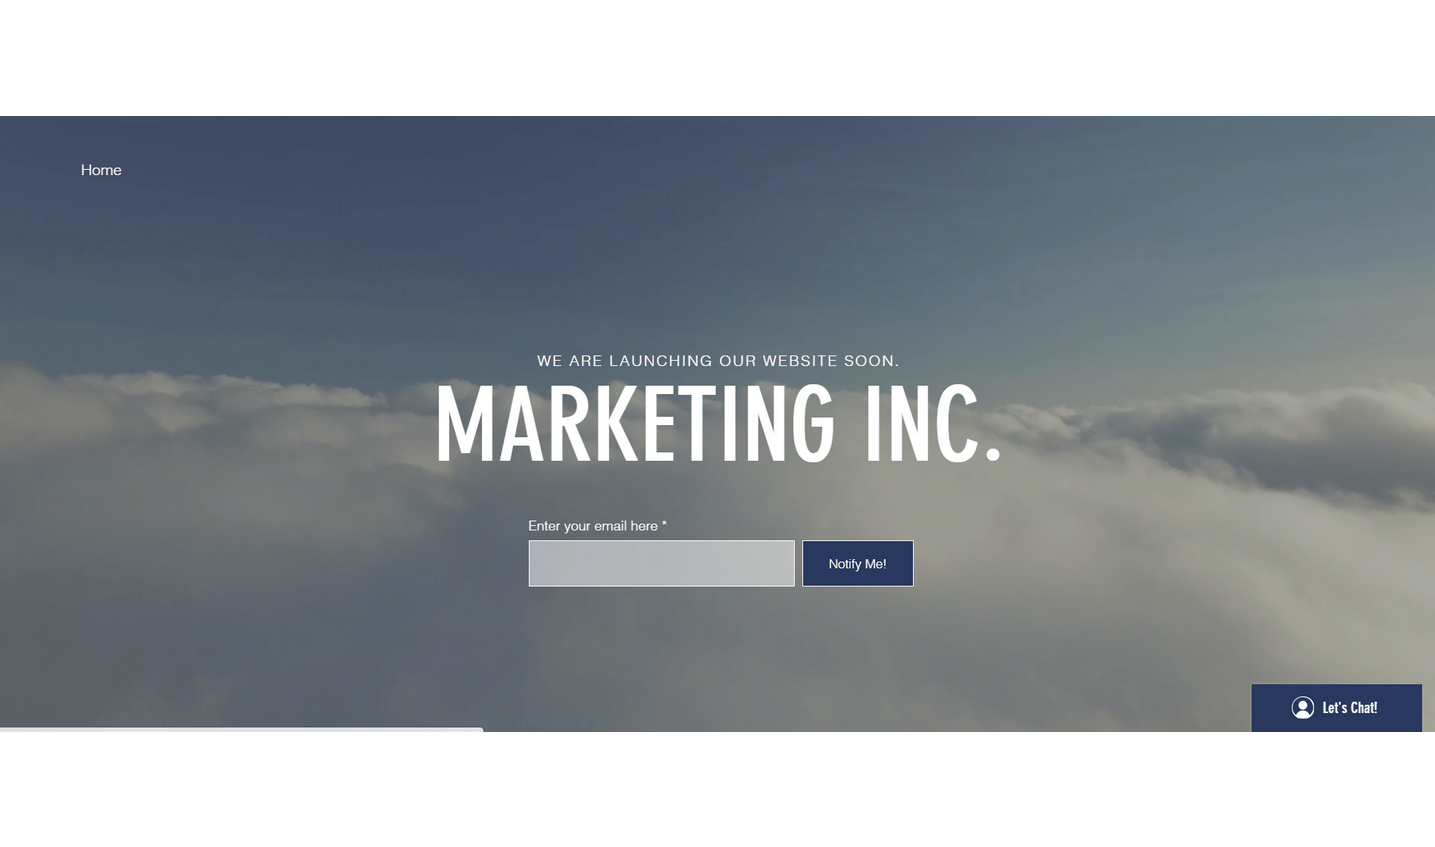 Home
WE ARE LAUNCHING OUR WEBSITE SOON.
MARKETING INC.
Enter your email here *
Notify Me!
Let's Chat!